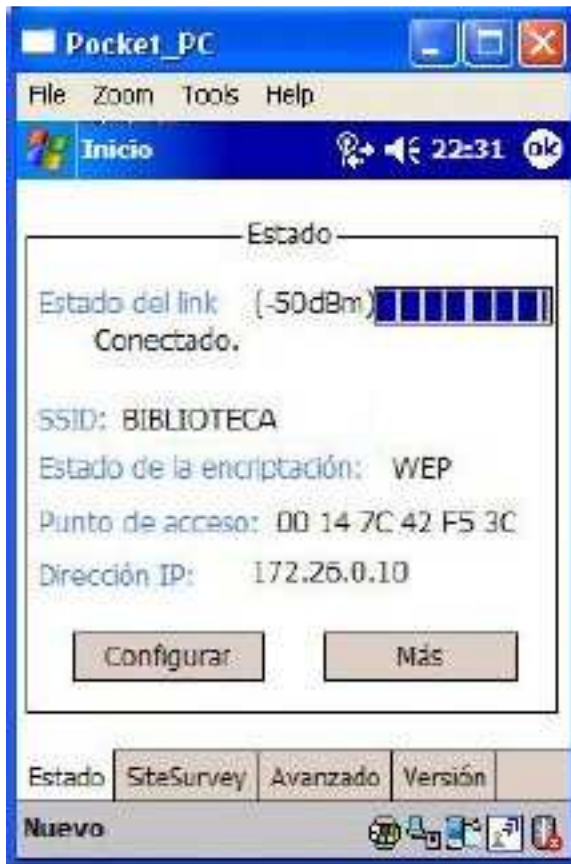 Pocket_PC
File Zoom Tools Help
Inicio 22:31 ok
Estado
Estado del link (-50dBm)
Conectado.
SSID: BIBLIOTECA
Estado de la encriptación: WEP
Punto de acceso: 00 14 7C 42 F5 3C
Dirección IP: 172.26.0.10
Configurar Más
Estado SiteSurvey Avanzado Versión
Nuevo